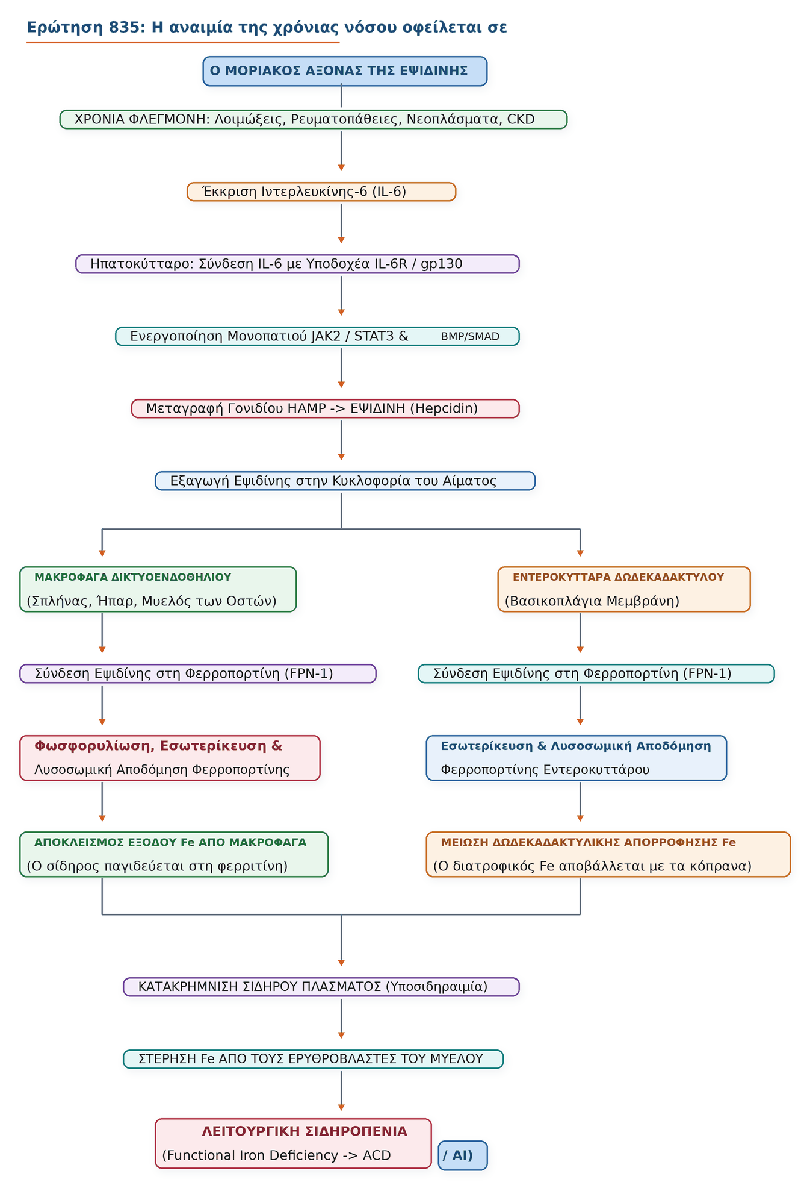 Ερώτηση 835: Η αναιμία της χρόνιας νόσου οφείλεται σε
Ο ΜΟΡΙΑΚΟΣ ΑΞΟΝΑΣ ΤΗΣ ΕΨΙΔΙΝΗΣ
ΧΡΟΝΙΑ ΦΛΕΓΜΟΝΗ: Λοιμώξεις, Ρευματοπάθειες, Νεοπλάσματα, CKD
Έκκριση Ιντερλευκίνης-6 (IL-6)
Ηπατοκύτταρο: Σύνδεση IL-6 με Υποδοχέα IL-6R / gp130
Ενεργοποίηση Μονοπατιού JAK2 / STAT3 & BMP/SMAD
Μεταγραφή Γονιδίου HAMP -> ΕΨΙΔΙΝΗ (Hepcidin)
Εξαγωγή Εψιδίνης στην Κυκλοφορία του Αίματος
ΜΑΚΡΟΦΑΓΑ ΔΙΚΤΥΟΕΝΔΟΘΗΛΙΟΥ
(Σπλήνας, Ήπαρ, Μυελός των Οστών)
ΕΝΤΕΡΟΚΥΤΤΑΡΑ ΔΩΔΕΚΑΔΑΚΤΥΛΟΥ
(Βασικοπλάγια Μεμβράνη)
Σύνδεση Εψιδίνης στη Φερροπορτίνη (FPN-1)
Σύνδεση Εψιδίνης στη Φερροπορτίνη (FPN-1)
Φωσφορυλίωση, Εσωτερίκευση &
Λυσοσωμική Αποδόμηση Φερροπορτίνης
Εσωτερίκευση & Λυσοσωμική Αποδόμηση
Φερροπορτίνης Εντεροκυττάρου
ΑΠΟΚΛΕΙΣΜΟΣ ΕΞΟΔΟΥ Fe ΑΠΟ ΜΑΚΡΟΦΑΓΑ
(Ο σίδηρος παγιδεύεται στη φερριτίνη)
ΜΕΙΩΣΗ ΔΩΔΕΚΑΔΑΚΤΥΛΙΚΗΣ ΑΠΟΡΡΟΦΗΣΗΣ Fe
(Ο διατροφικός Fe αποβάλλεται με τα κόπρανα)
ΚΑΤΑΚΡΗΜΝΙΣΗ ΣΙΔΗΡΟΥ ΠΛΑΣΜΑΤΟΣ (Υποσιδηραιμία)
ΣΤΕΡΗΣΗ Fe ΑΠΟ ΤΟΥΣ ΕΡΥΘΡΟΒΛΑΣΤΕΣ ΤΟΥ ΜΥΕΛΟΥ
ΛΕΙΤΟΥΡΓΙΚΗ ΣΙΔΗΡΟΠΕΝΙΑ
(Functional Iron Deficiency -> ACD / AI)